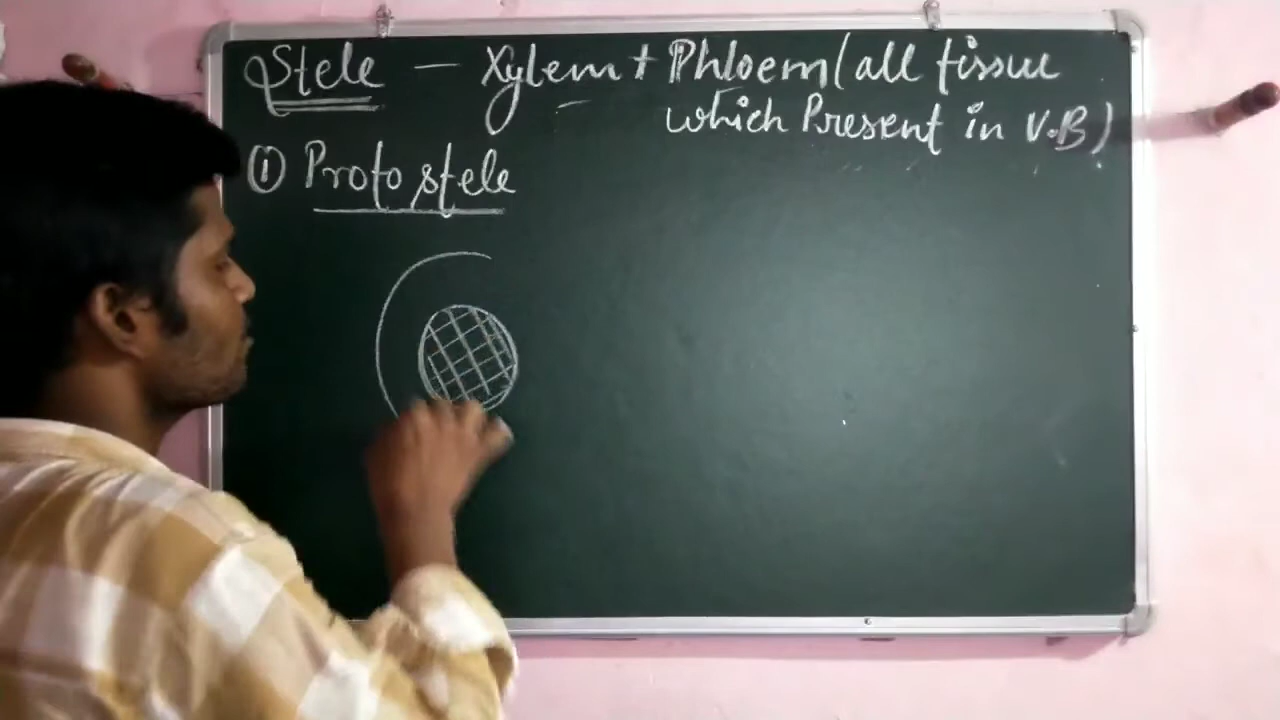 Stele — Xylem + Phloem (all tissue
which Present in V.B)
① Proto stele